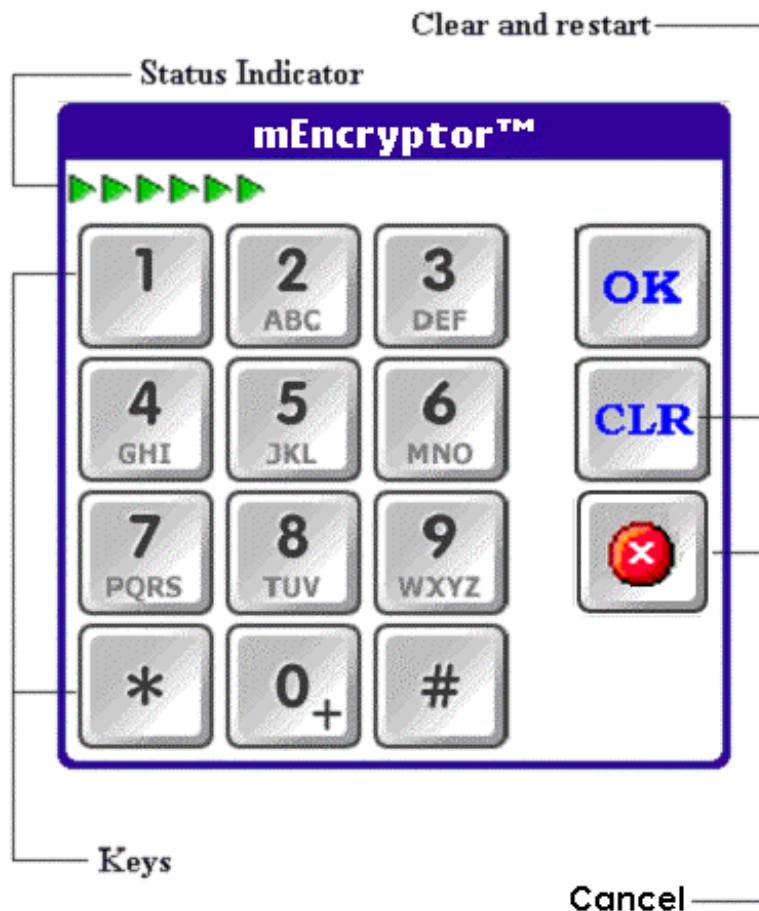 Clear and restart
Status Indicator
mEncryptor™
1 2 ABC 3 DEF OK
4 GHI 5 JKL 6 MNO CLR
7 PQRS 8 TUV 9 WXYZ
* 0 + #
Keys
Cancel